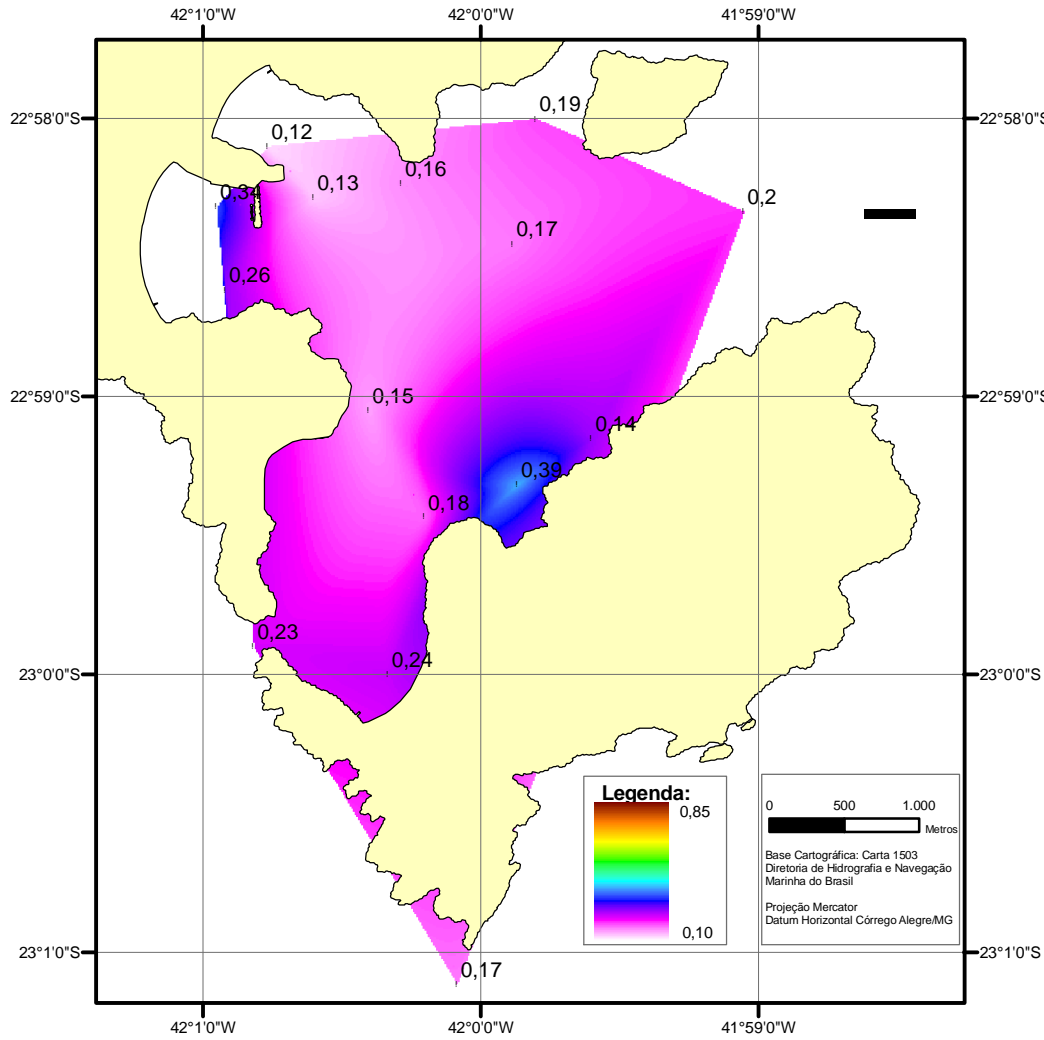 42°1'0"W
42°0'0"W
41°59'0"W
22°58'0"S
22°58'0"S
0,19
0,12
0,16
0,13
0,34
0,2
0,17
0,26
22°59'0"S
22°59'0"S
0,15
0,14
0,39
0,18
0,23
0,24
23°0'0"S
23°0'0"S
Legenda:
0,85
0,10
0
500
1.000
Metros
Base Cartográfica: Carta 1503
Diretoria de Hidrografia e Navegação
Marinha do Brasil
Projeção Mercator
Datum Horizontal Córrego Alegre/MG
23°1'0"S
23°1'0"S
0,17
42°1'0"W
42°0'0"W
41°59'0"W